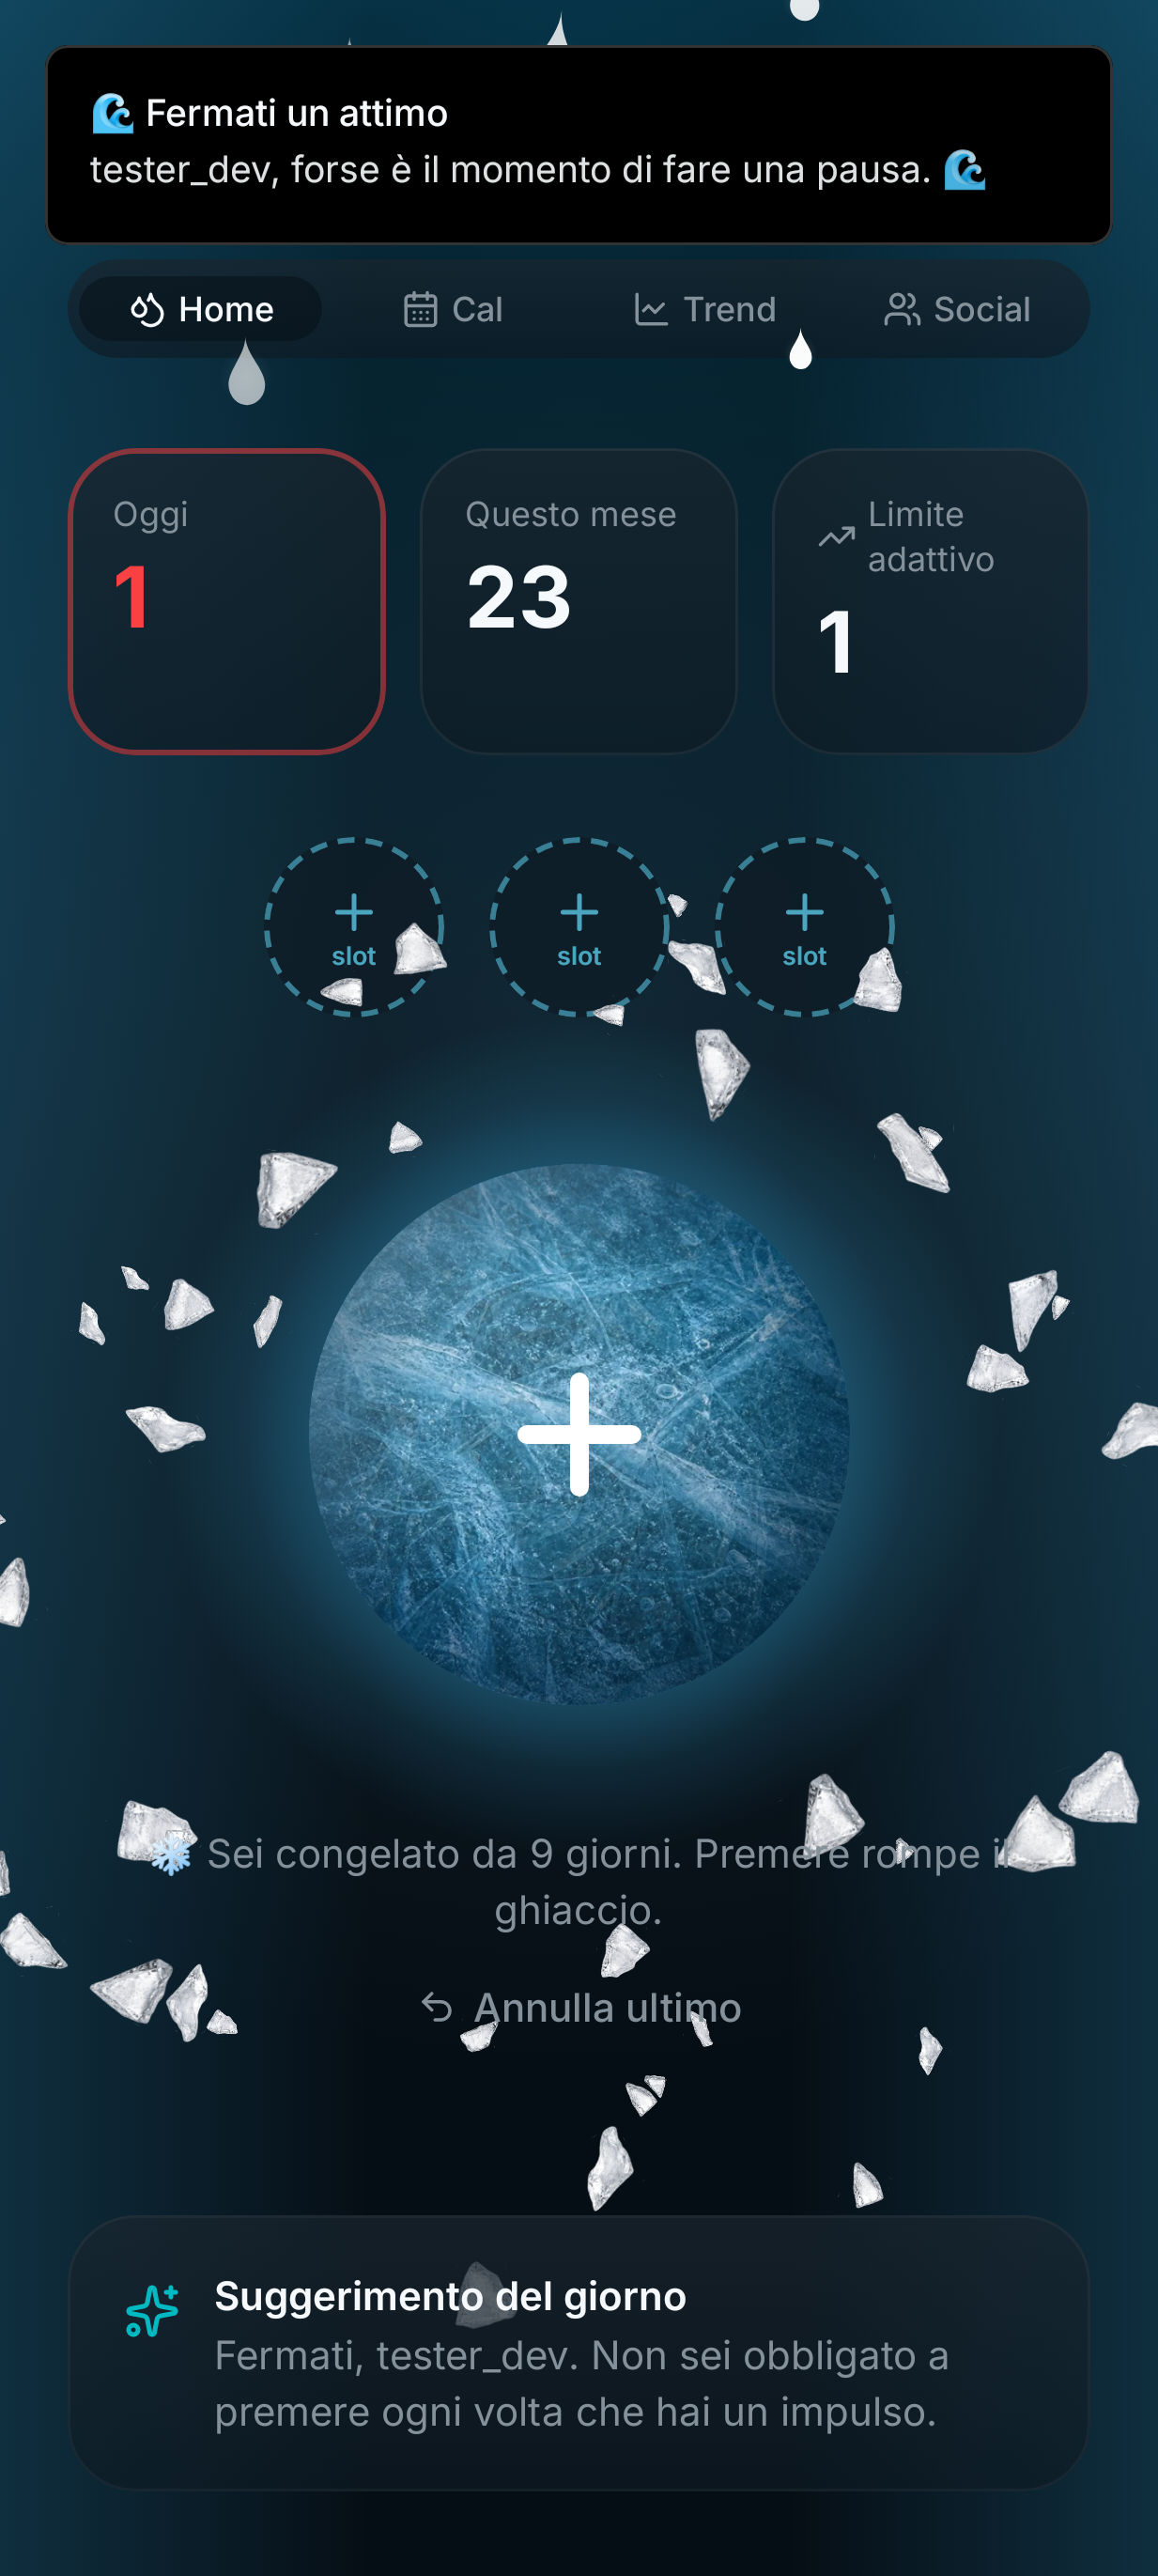 🌊 Fermati un attimo
tester_dev, forse è il momento di fare una pausa. 🌊
Home
Cal
Trend
Social
Oggi
1
Questo mese
23
Limite
adattivo
1
slot
slot
slot
❄️ Sei congelato da 9 giorni. Premere rompe il
ghiaccio.
Annulla ultimo
Suggerimento del giorno
Fermati, tester_dev. Non sei obbligato a
premere ogni volta che hai un impulso.